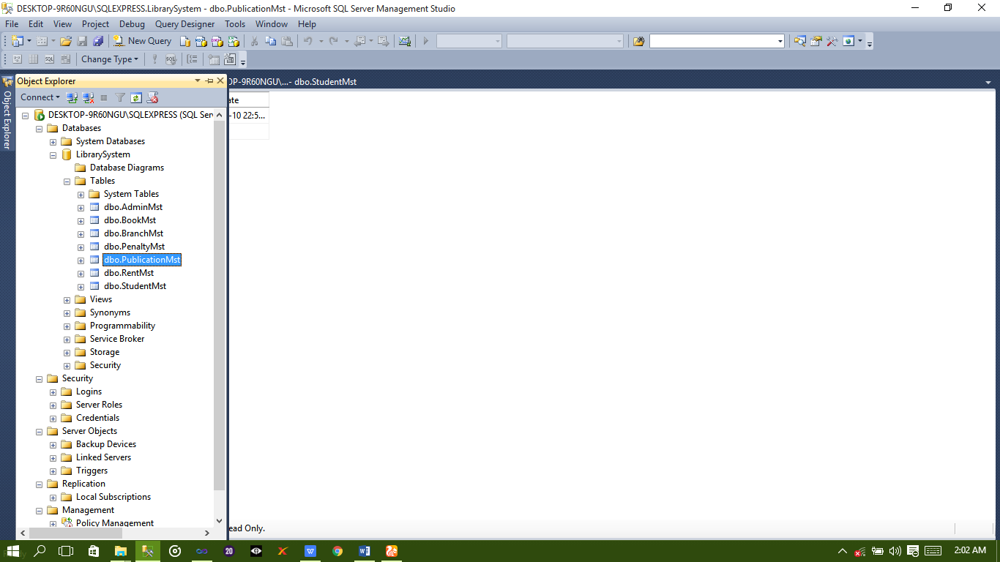 DESKTOP-9R60NGU\SQLEXPRESS.LibrarySystem - dbo.PublicationMst - Microsoft SQL Server Management Studio
File Edit View Project Debug Query Designer Tools Window Help
New Query
Change Type
Object Explorer
Object Explorer
OP-9R60NGU\...- dbo.StudentMst
Connect
ate
DESKTOP-9R60NGU\SQLEXPRESS (SQL Ser
-10 22:5...
Databases
System Databases
LibrarySystem
Database Diagrams
Tables
System Tables
dbo.AdminMst
dbo.BookMst
dbo.BranchMst
dbo.PenaltyMst
dbo.PublicationMst
dbo.RentMst
dbo.StudentMst
Views
Synonyms
Programmability
Service Broker
Storage
Security
Security
Logins
Server Roles
Credentials
Server Objects
Backup Devices
Linked Servers
Triggers
Replication
Local Subscriptions
Management
Policy Management
ead Only.
20
2:02 AM